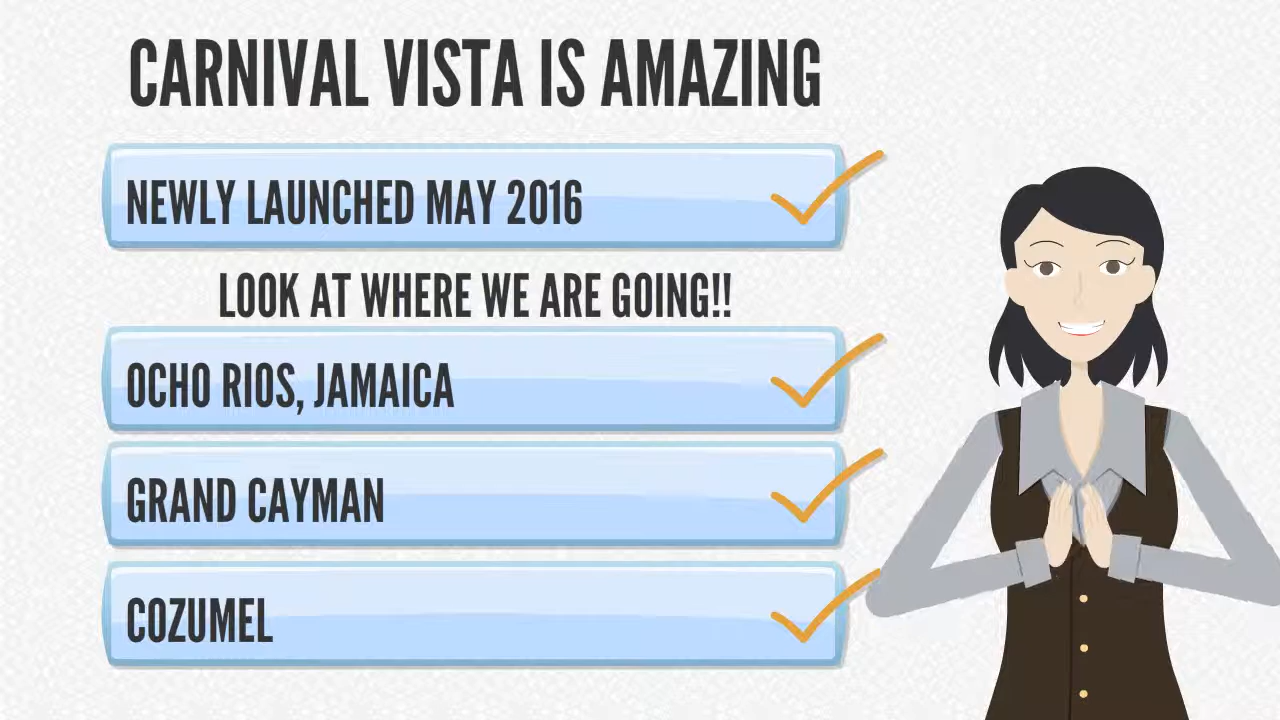 CARNIVAL VISTA IS AMAZING
NEWLY LAUNCHED MAY 2016
LOOK AT WHERE WE ARE GOING!!
OCHO RIOS, JAMAICA
GRAND CAYMAN
COZUMEL